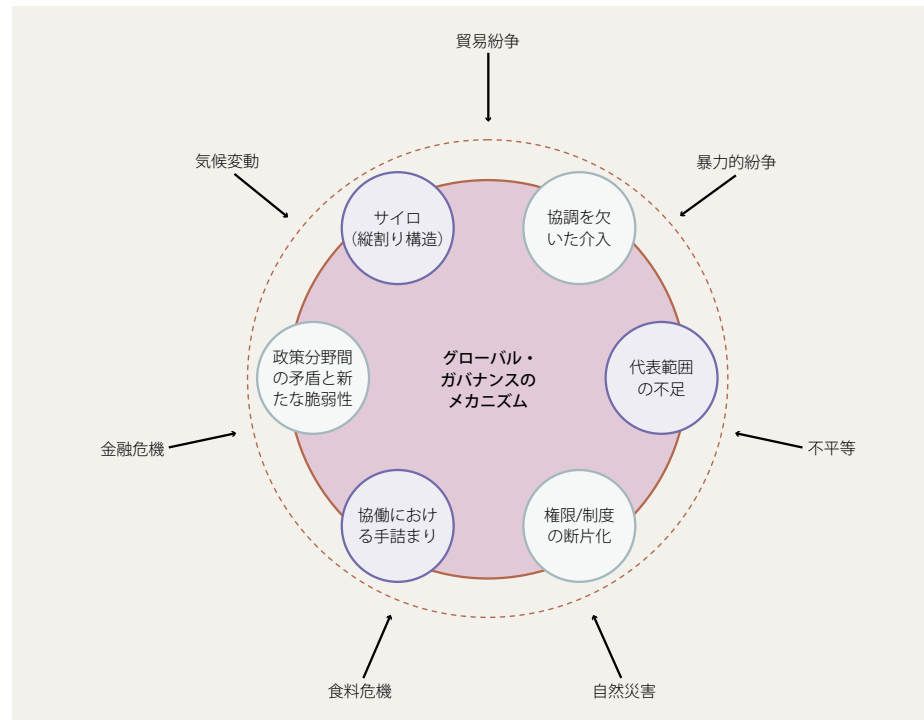 貿易紛争
気候変動
暴力的紛争
サイロ
（縦割り構造）
協調を欠
いた介入
政策分野間
の矛盾と新
たな脆弱性
グローバル・
ガバナンスの
メカニズム
代表範囲
の不足
金融危機
不平等
協働におけ
る手詰まり
権限/制度
の断片化
食料危機
自然災害